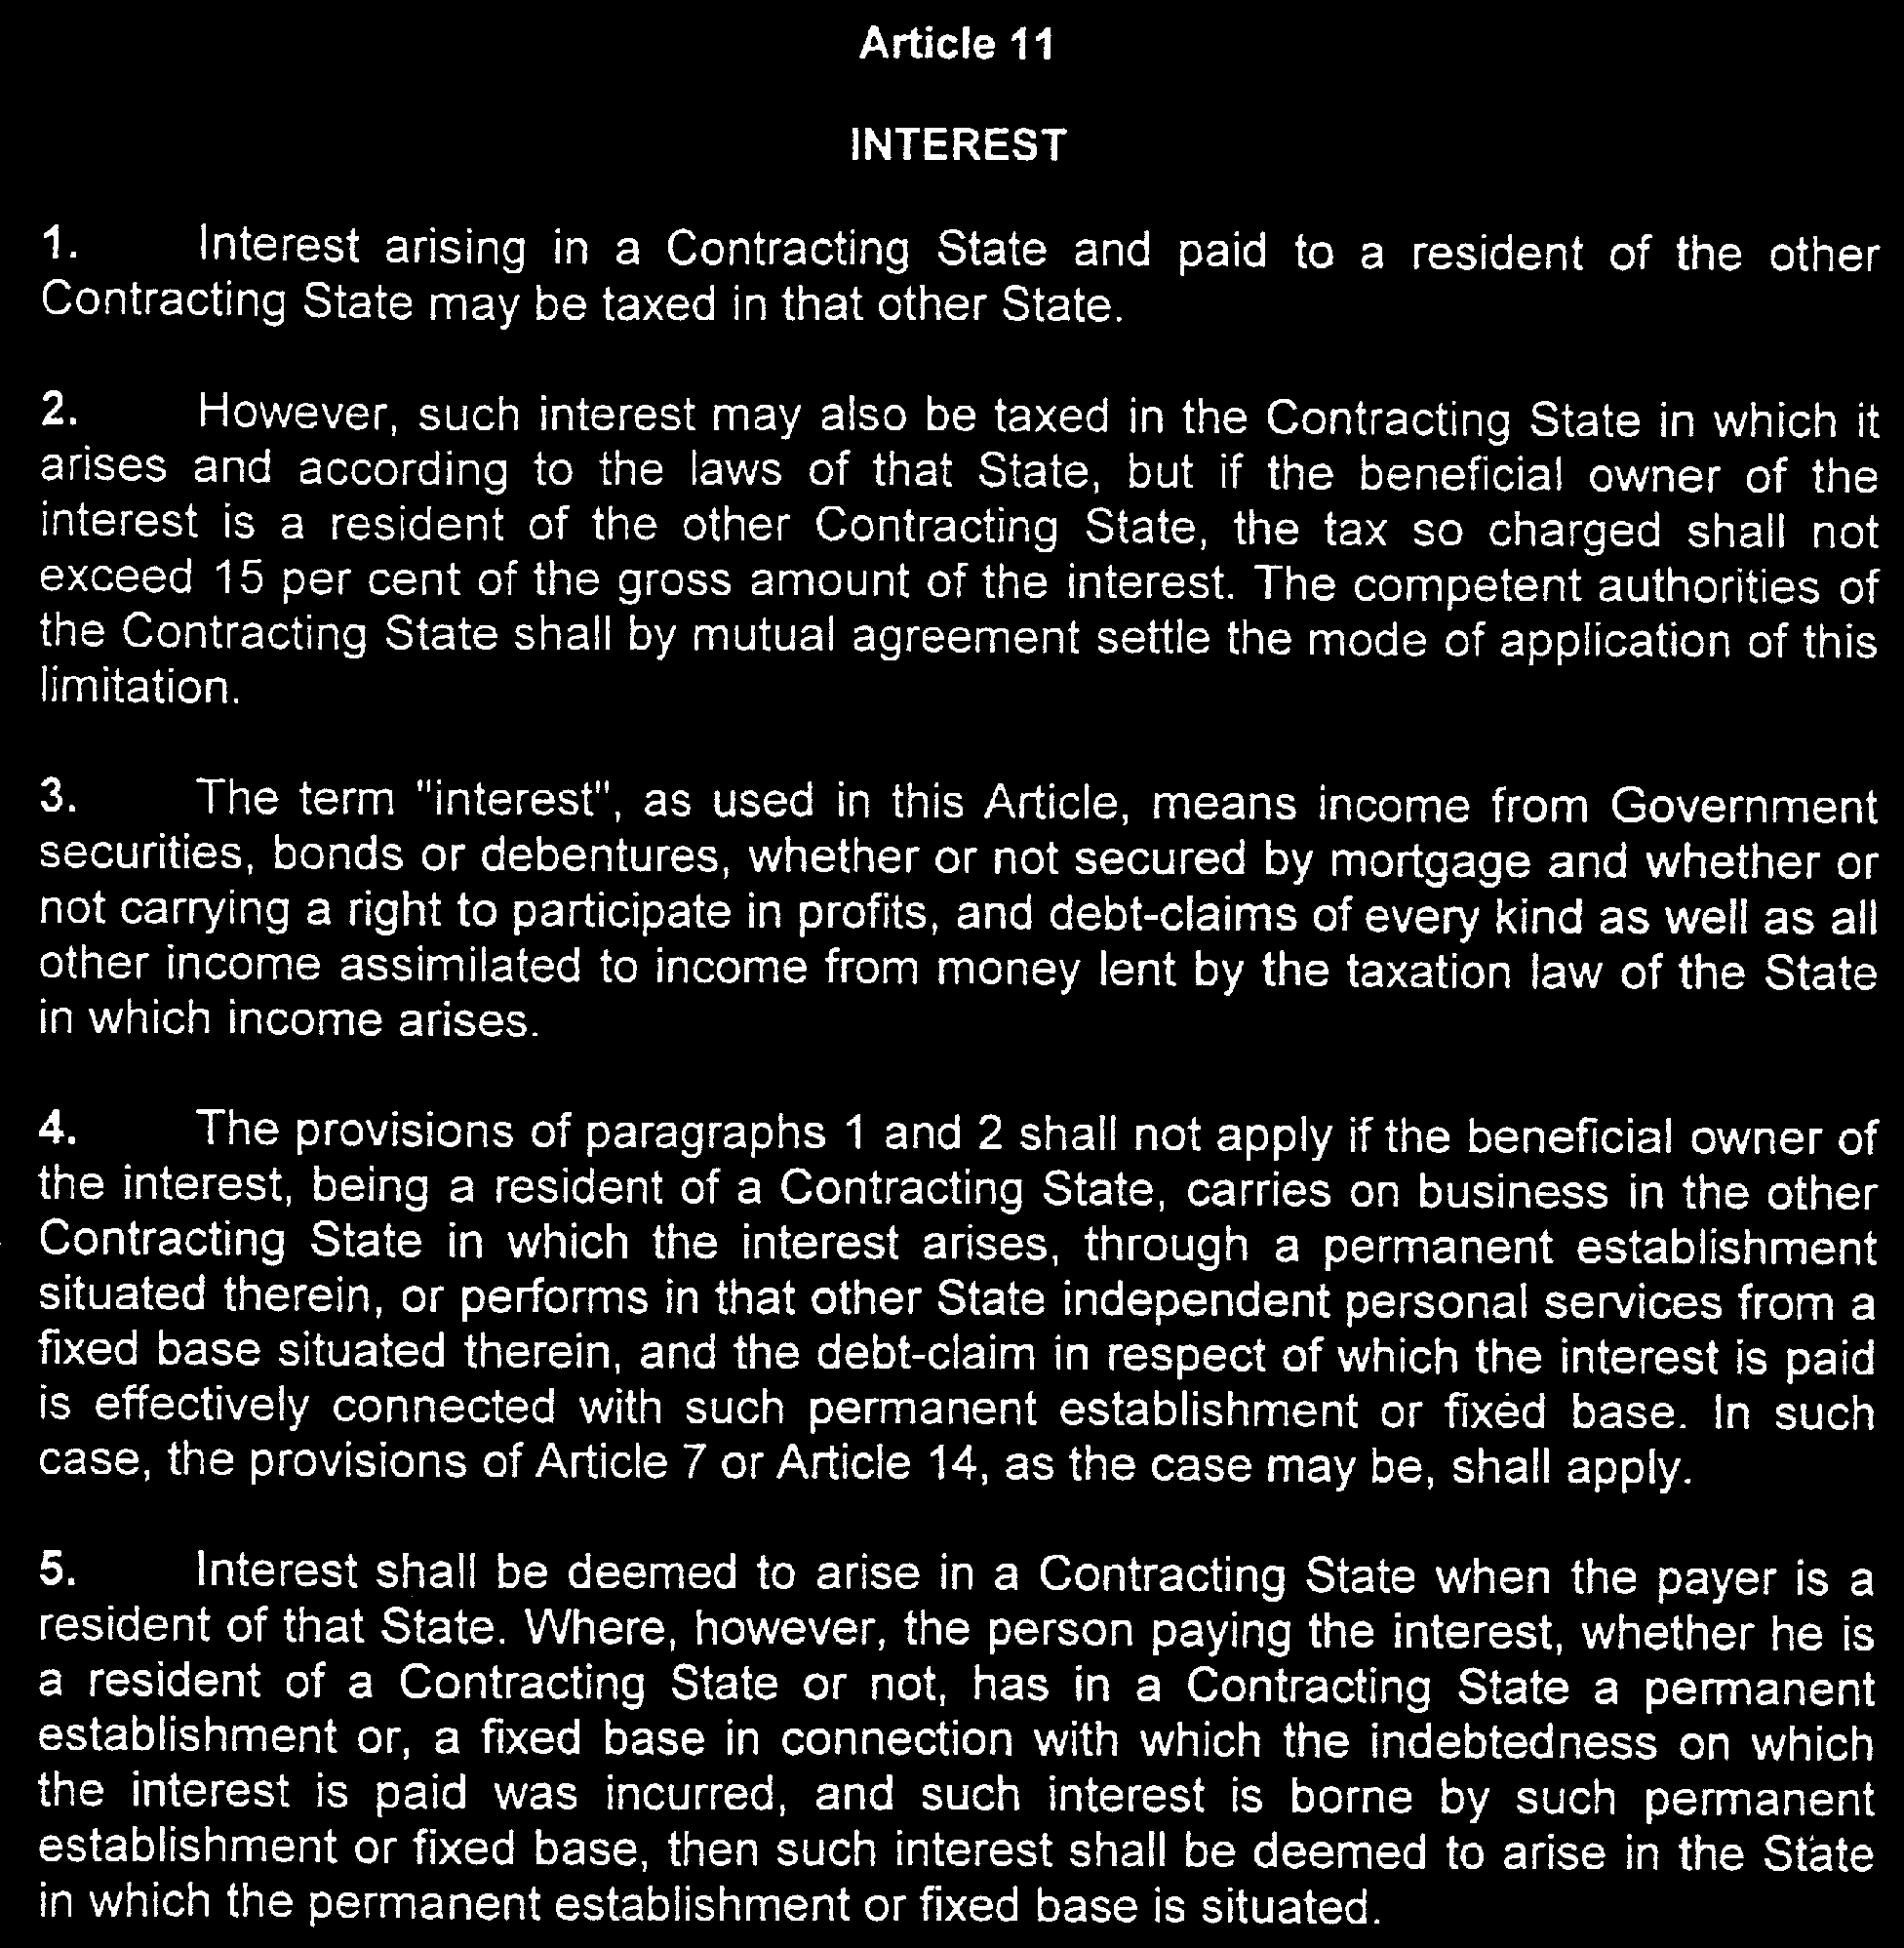 Article 11
INTEREST
1. Interest arising in a Contracting State and paid to a resident of the other
Contracting State may be taxed in that other State.
2. However, such interest may also be taxed in the Contracting State in which it
arises and according to the laws of that State, but if the beneficial owner of the
interest is a resident of the other Contracting State, the tax so charged shall not
exceed 15 per cent of the gross amount of the interest. The competent authorities of
the Contracting State shall by mutual agreement settle the mode of application of this
limitation.
3. The term "interest", as used in this Article, means income from Government
securities, bonds or debentures, whether or not secured by mortgage and whether or
not carrying a right to participate in profits, and debt-claims of every kind as well as all
other income assimilated to income from money lent by the taxation law of the State
in which income arises.
4. The provisions of paragraphs 1 and 2 shall not apply if the beneficial owner of
the interest, being a resident of a Contracting State, carries on business in the other
Contracting State in which the interest arises, through a permanent establishment
situated therein, or performs in that other State independent personal services from a
fixed base situated therein, and the debt-claim in respect of which the interest is paid
is effectively connected with such permanent establishment or fixed base. In such
case, the provisions of Article 7 or Article 14, as the case may be, shall apply.
5. Interest shall be deemed to arise in a Contracting State when the payer is a
resident of that State. Where, however, the person paying the interest, whether he is
a resident of a Contracting State or not, has in a Contracting State a permanent
establishment or, a fixed base in connection with which the indebtedness on which
the interest is paid was incurred, and such interest is borne by such permanent
establishment or fixed base, then such interest shall be deemed to arise in the State
in which the permanent establishment or fixed base is situated.